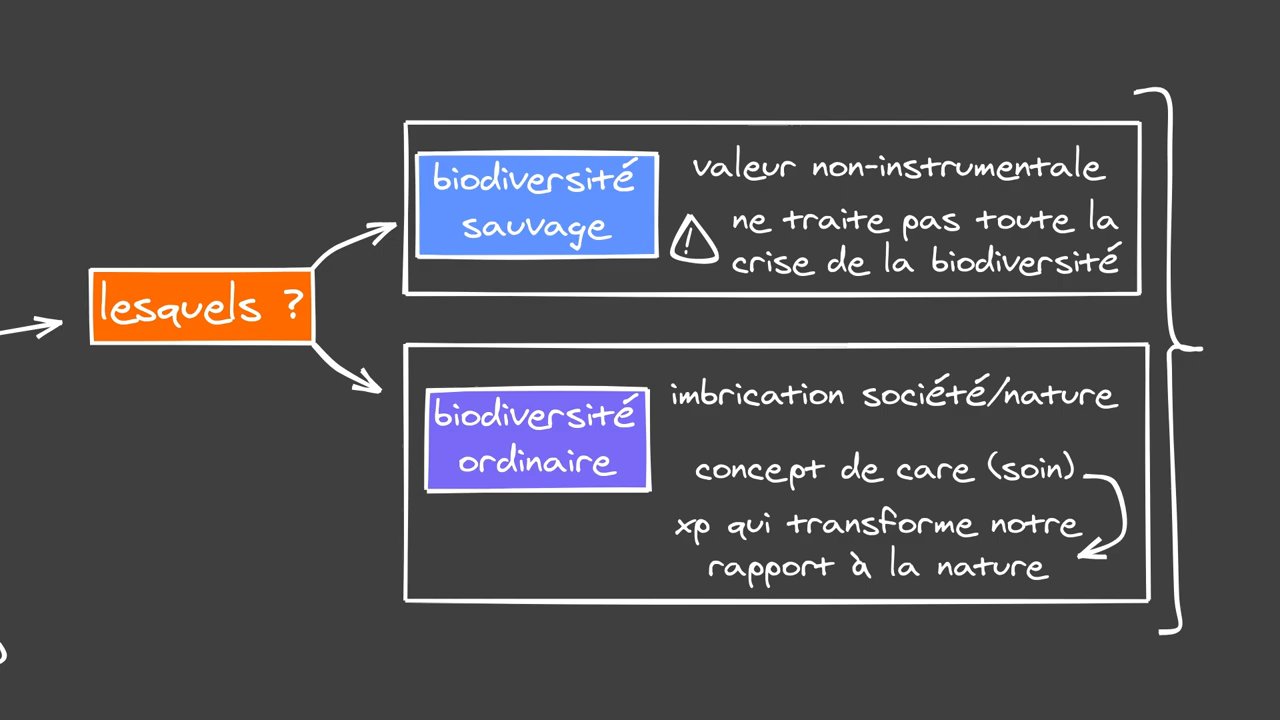 lesquels ?
biodiversité
sauvage
valeur non-instrumentale
ne traite pas toute la
crise de la biodiversité
biodiversité
ordinaire
imbrication société/nature
concept de care (soin)
xp qui transforme notre
rapport à la nature